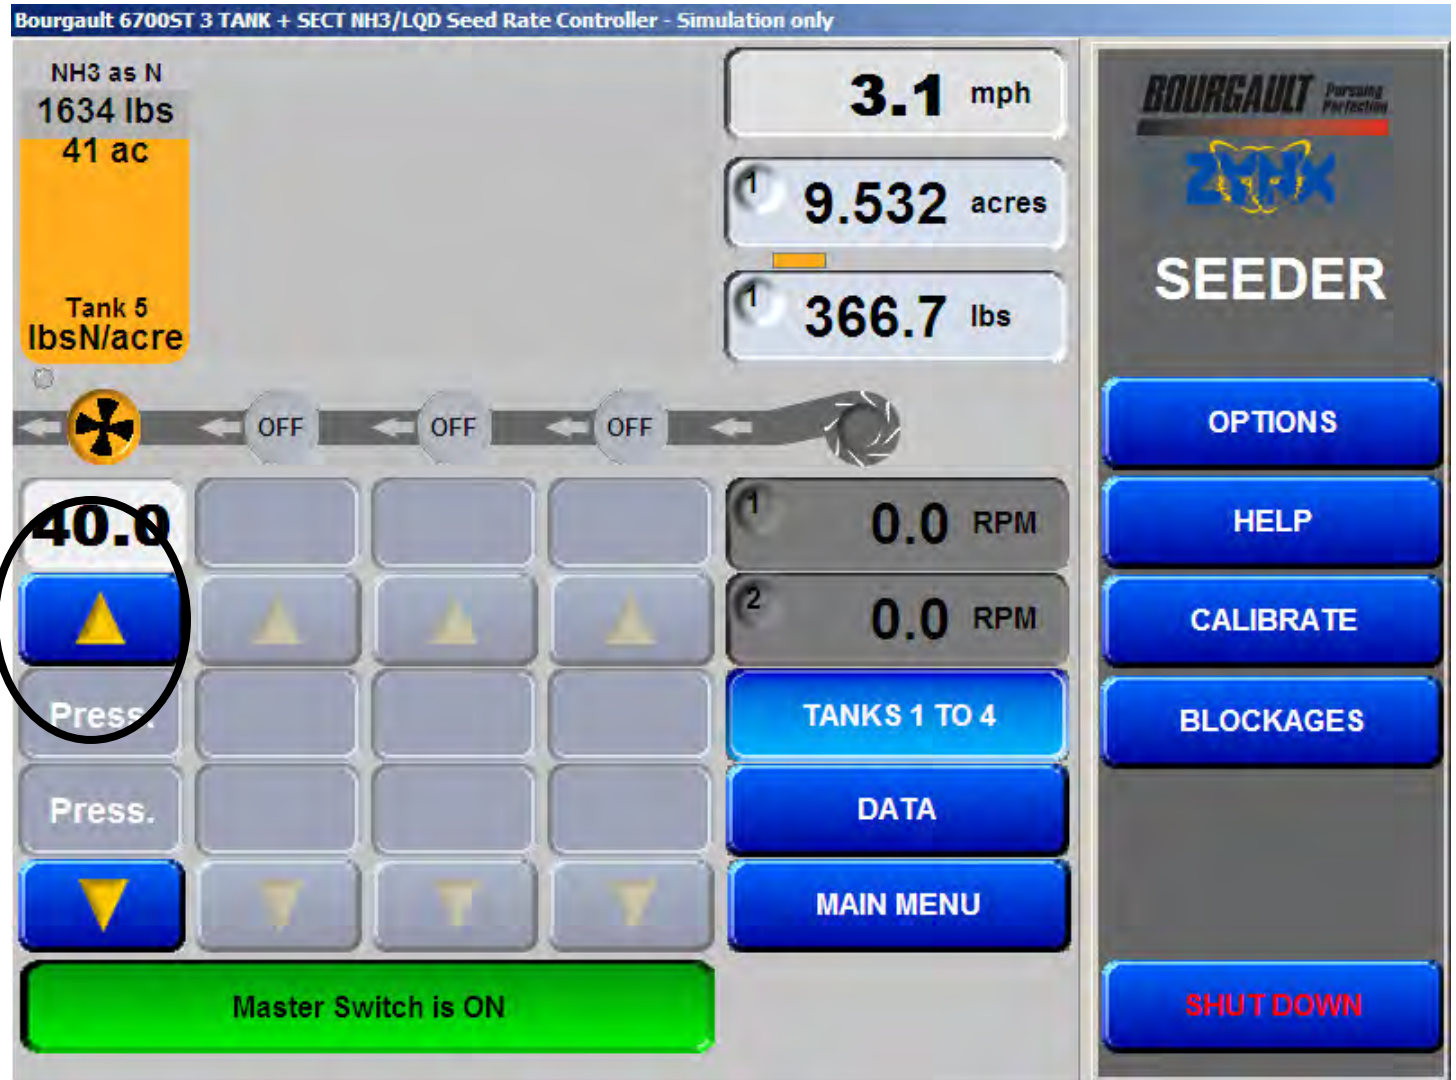 Bourgault 6700ST 3 TANK + SECT NH3/LQD Seed Rate Controller - Simulation only
NH3 as N
1634 lbs
41 ac
Tank 5
lbsN/acre
3.1 mph
1 9.532 acres
1 366.7 lbs
OFF OFF OFF
40.0
Press.
Press.
1 0.0 RPM
2 0.0 RPM
TANKS 1 TO 4
DATA
MAIN MENU
Master Switch is ON
BOURGAULT Pursuing
Perfection
ZYNX
SEEDER
OPTIONS
HELP
CALIBRATE
BLOCKAGES
SHUT DOWN